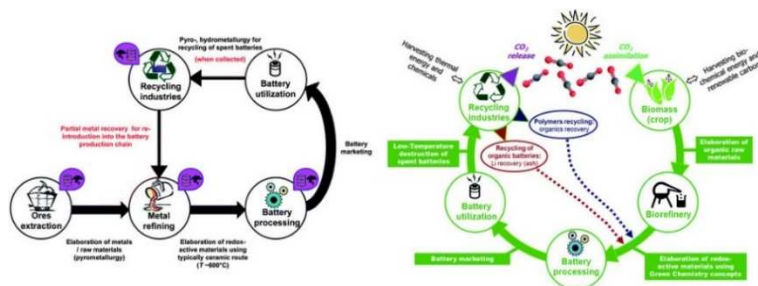 Pyro-, hydrometallurgy for
recycling of spent batteries
(when collected)
Recycling
industries
Battery
utilization
Partial metal recovery for re-
introduction into the battery
production chain
Battery
marketing
Ores
extraction
Metal
refining
Battery
processing
Elaboration of metals
/ raw materials
(pyrometallurgy)
Elaboration of redox-
active materials using
typically ceramic route
(T ~600°C)
Harvesting thermal
energy and
chemicals
CO2
release
CO2
assimilation
Harvesting bio-
chemical energy and
renewable carbon
Recycling
industries
Biomass
(crop)
Polymers recycling:
organics recovery
Low-Temperature
destruction of
spent batteries
Recycling of
organic batteries:
Li recovery (ash)
Elaboration of
organic raw
materials
Battery
utilization
Biorefinery
Battery marketing
Battery
processing
Elaboration of redox-
active materials using
Green Chemistry concepts